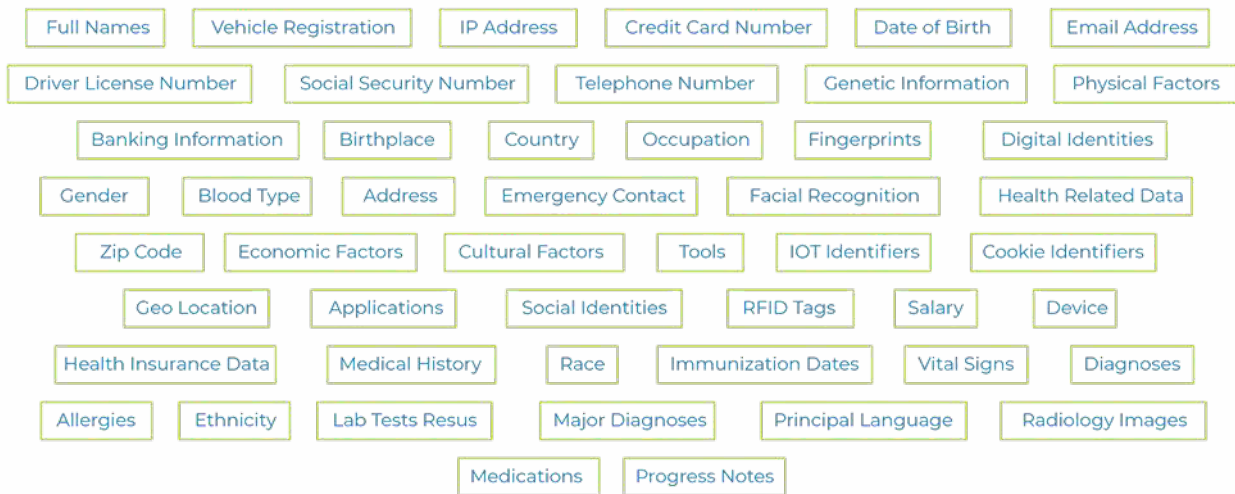 Full Names Vehicle Registration IP Address Credit Card Number Date of Birth Email Address
Driver License Number Social Security Number Telephone Number Genetic Information Physical Factors
Banking Information Birthplace Country Occupation Fingerprints Digital Identities
Gender Blood Type Address Emergency Contact Facial Recognition Health Related Data
Zip Code Economic Factors Cultural Factors Tools IOT Identifiers Cookie Identifiers
Geo Location Applications Social Identities RFID Tags Salary Device
Health Insurance Data Medical History Race Immunization Dates Vital Signs Diagnoses
Allergies Ethnicity Lab Tests Resus Major Diagnoses Principal Language Radiology Images
Medications Progress Notes